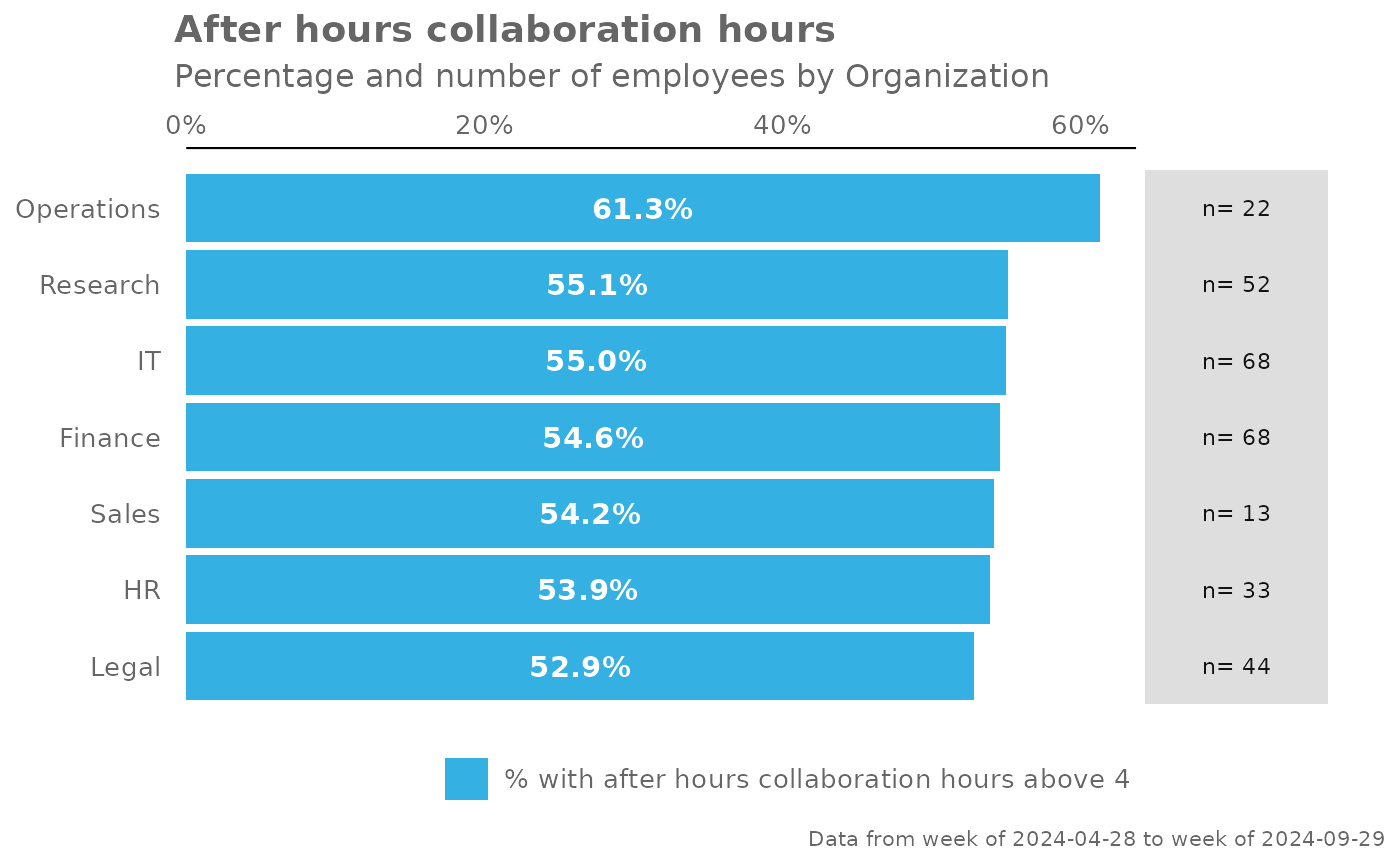 After hours collaboration hours
Percentage and number of employees by Organization
0% 20% 40% 60%
Operations 61.3% n= 22
Research 55.1% n= 52
IT 55.0% n= 68
Finance 54.6% n= 68
Sales 54.2% n= 13
HR 53.9% n= 33
Legal 52.9% n= 44
% with after hours collaboration hours above 4
Data from week of 2024-04-28 to week of 2024-09-29